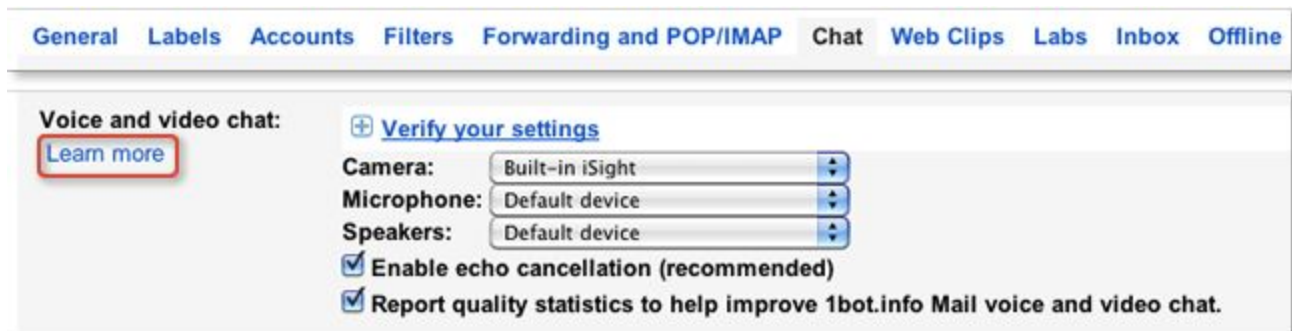 General Labels Accounts Filters Forwarding and POP/IMAP Chat Web Clips Labs Inbox Offline
Voice and video chat:
Learn more
Verify your settings
Camera: Built-in iSight
Microphone: Default device
Speakers: Default device
Enable echo cancellation (recommended)
Report quality statistics to help improve 1bot.info Mail voice and video chat.